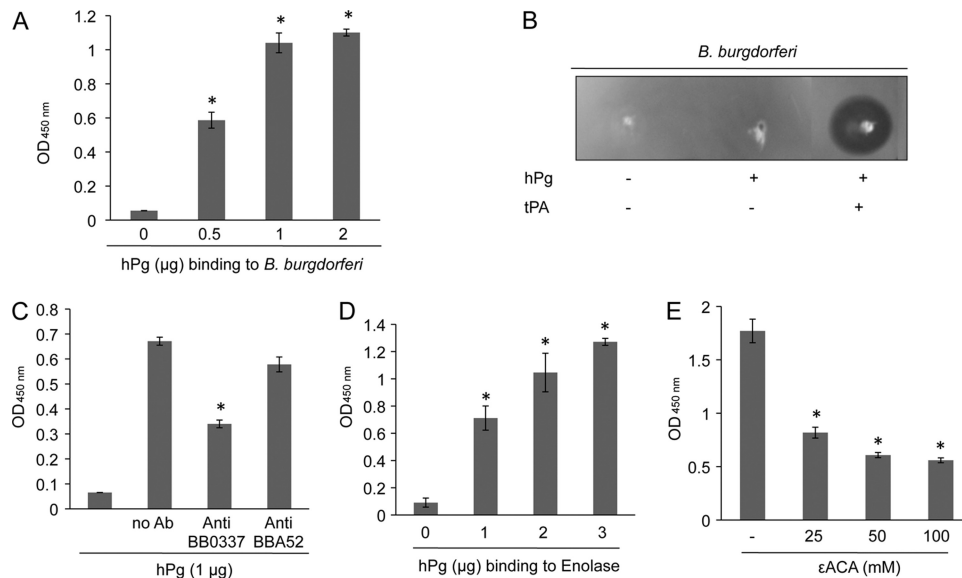 A
1.2
1
0.8
0.6
0.4
0.2
0
OD450 nm
*
*
*
0 0.5 1 2
hPg (µg) binding to B. burgdorferi
B
B. burgdorferi
hPg - + +
tPA - - +
C
0.8
0.7
0.6
0.5
0.4
0.3
0.2
0.1
0
OD450 nm
*
no Ab Anti BB0337 Anti BBA52
hPg (1 µg)
D
1.4
1.2
1
0.8
0.6
0.4
0.2
0
OD450 nm
*
*
*
0 1 2 3
hPg (µg) binding to Enolase
E
2
1.5
1
0.5
0
OD450 nm
*
*
*
- 25 50 100
εACA (mM)